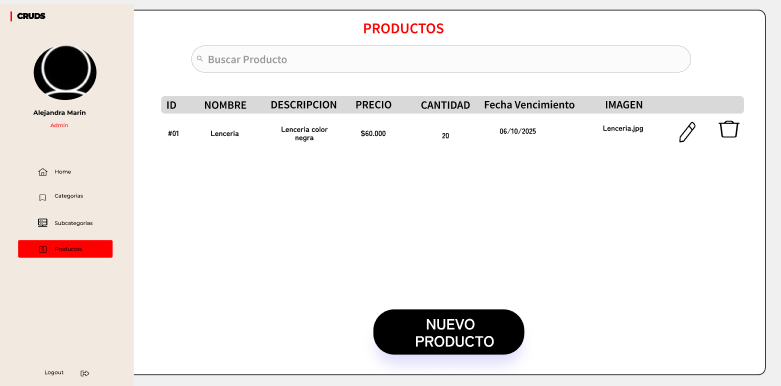 CRUDS
Alejandra Marin
Admin
Home
Categorias
Subcategorias
Productos
Logout
PRODUCTOS
Buscar Producto
ID NOMBRE DESCRIPCION PRECIO CANTIDAD Fecha Vencimiento IMAGEN
#01 Lenceria Lenceria color negra $60.000 20 06/10/2025 Lenceria.jpg
NUEVO
PRODUCTO